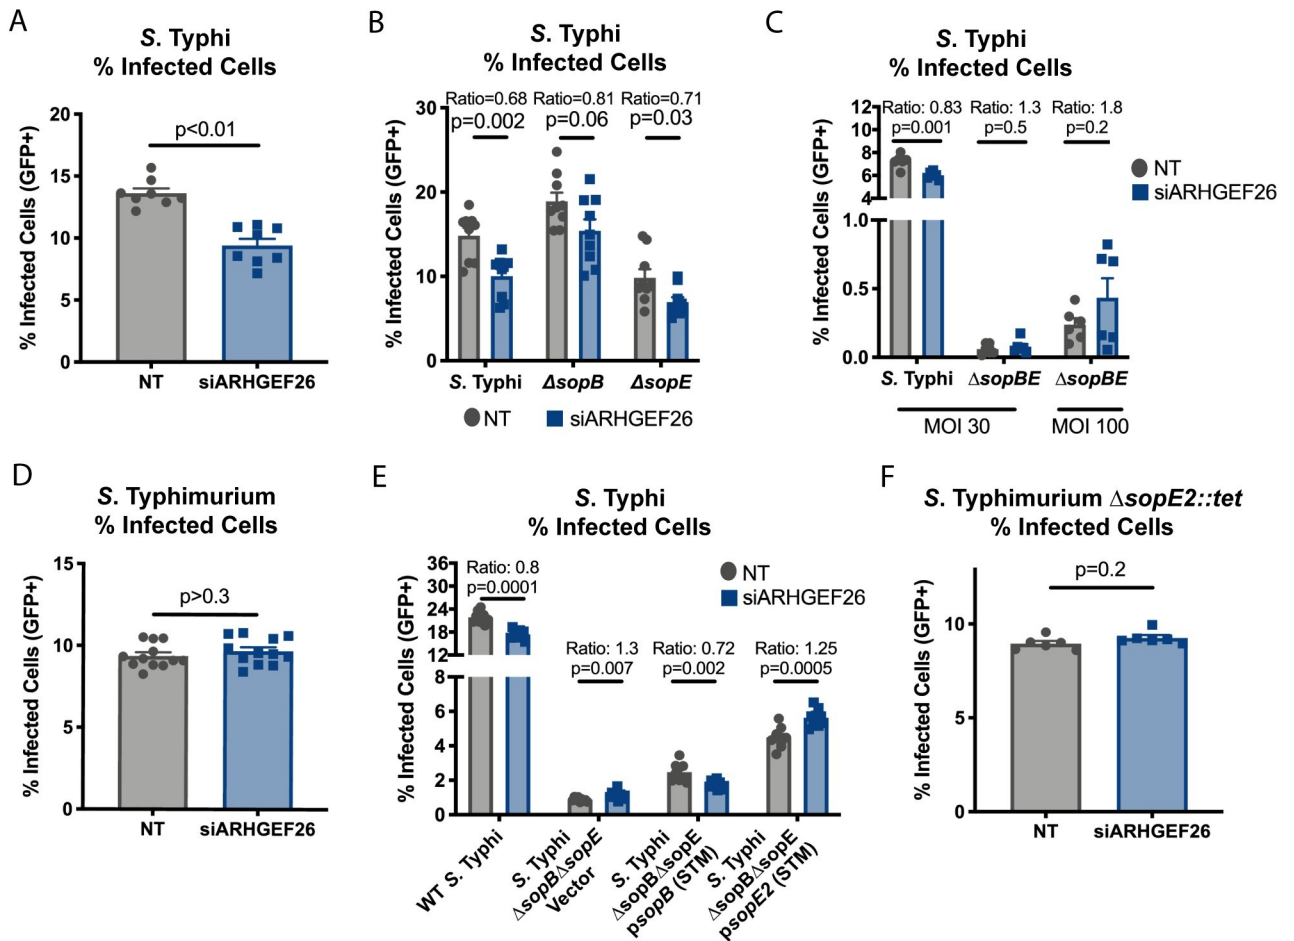 A
S. Typhi
% Infected Cells
% Infected Cells (GFP+)
20
15
10
5
0
p<0.01
NT
siARHGEF26
B
S. Typhi
% Infected Cells
% Infected Cells (GFP+)
30
20
10
0
Ratio=0.68
p=0.002
Ratio=0.81
p=0.06
Ratio=0.71
p=0.03
S. Typhi
ΔsopB
ΔsopE
NT
siARHGEF26
C
S. Typhi
% Infected Cells
% Infected Cells (GFP+)
12
10
8
6
4
1.0
0.5
0.0
Ratio: 0.83
p=0.001
Ratio: 1.3
p=0.5
Ratio: 1.8
p=0.2
NT
siARHGEF26
S. Typhi
ΔsopBE
ΔsopBE
MOI 30
MOI 100
D
S. Typhimurium
% Infected Cells
% Infected Cells (GFP+)
15
10
5
0
p>0.3
NT
siARHGEF26
E
S. Typhi
% Infected Cells
% Infected Cells (GFP+)
36
30
24
18
12
8
6
4
2
0
Ratio: 0.8
p=0.0001
Ratio: 1.3
p=0.007
Ratio: 0.72
p=0.002
Ratio: 1.25
p=0.0005
NT
siARHGEF26
WT S. Typhi
S. Typhi
ΔsopBΔsopE
Vector
S. Typhi
ΔsopBΔsopE
psopB (STM)
S. Typhi
ΔsopBΔsopE
psopE2 (STM)
F
S. Typhimurium ΔsopE2::tet
% Infected Cells
% Infected Cells (GFP+)
10
5
0
p=0.2
NT
siARHGEF26